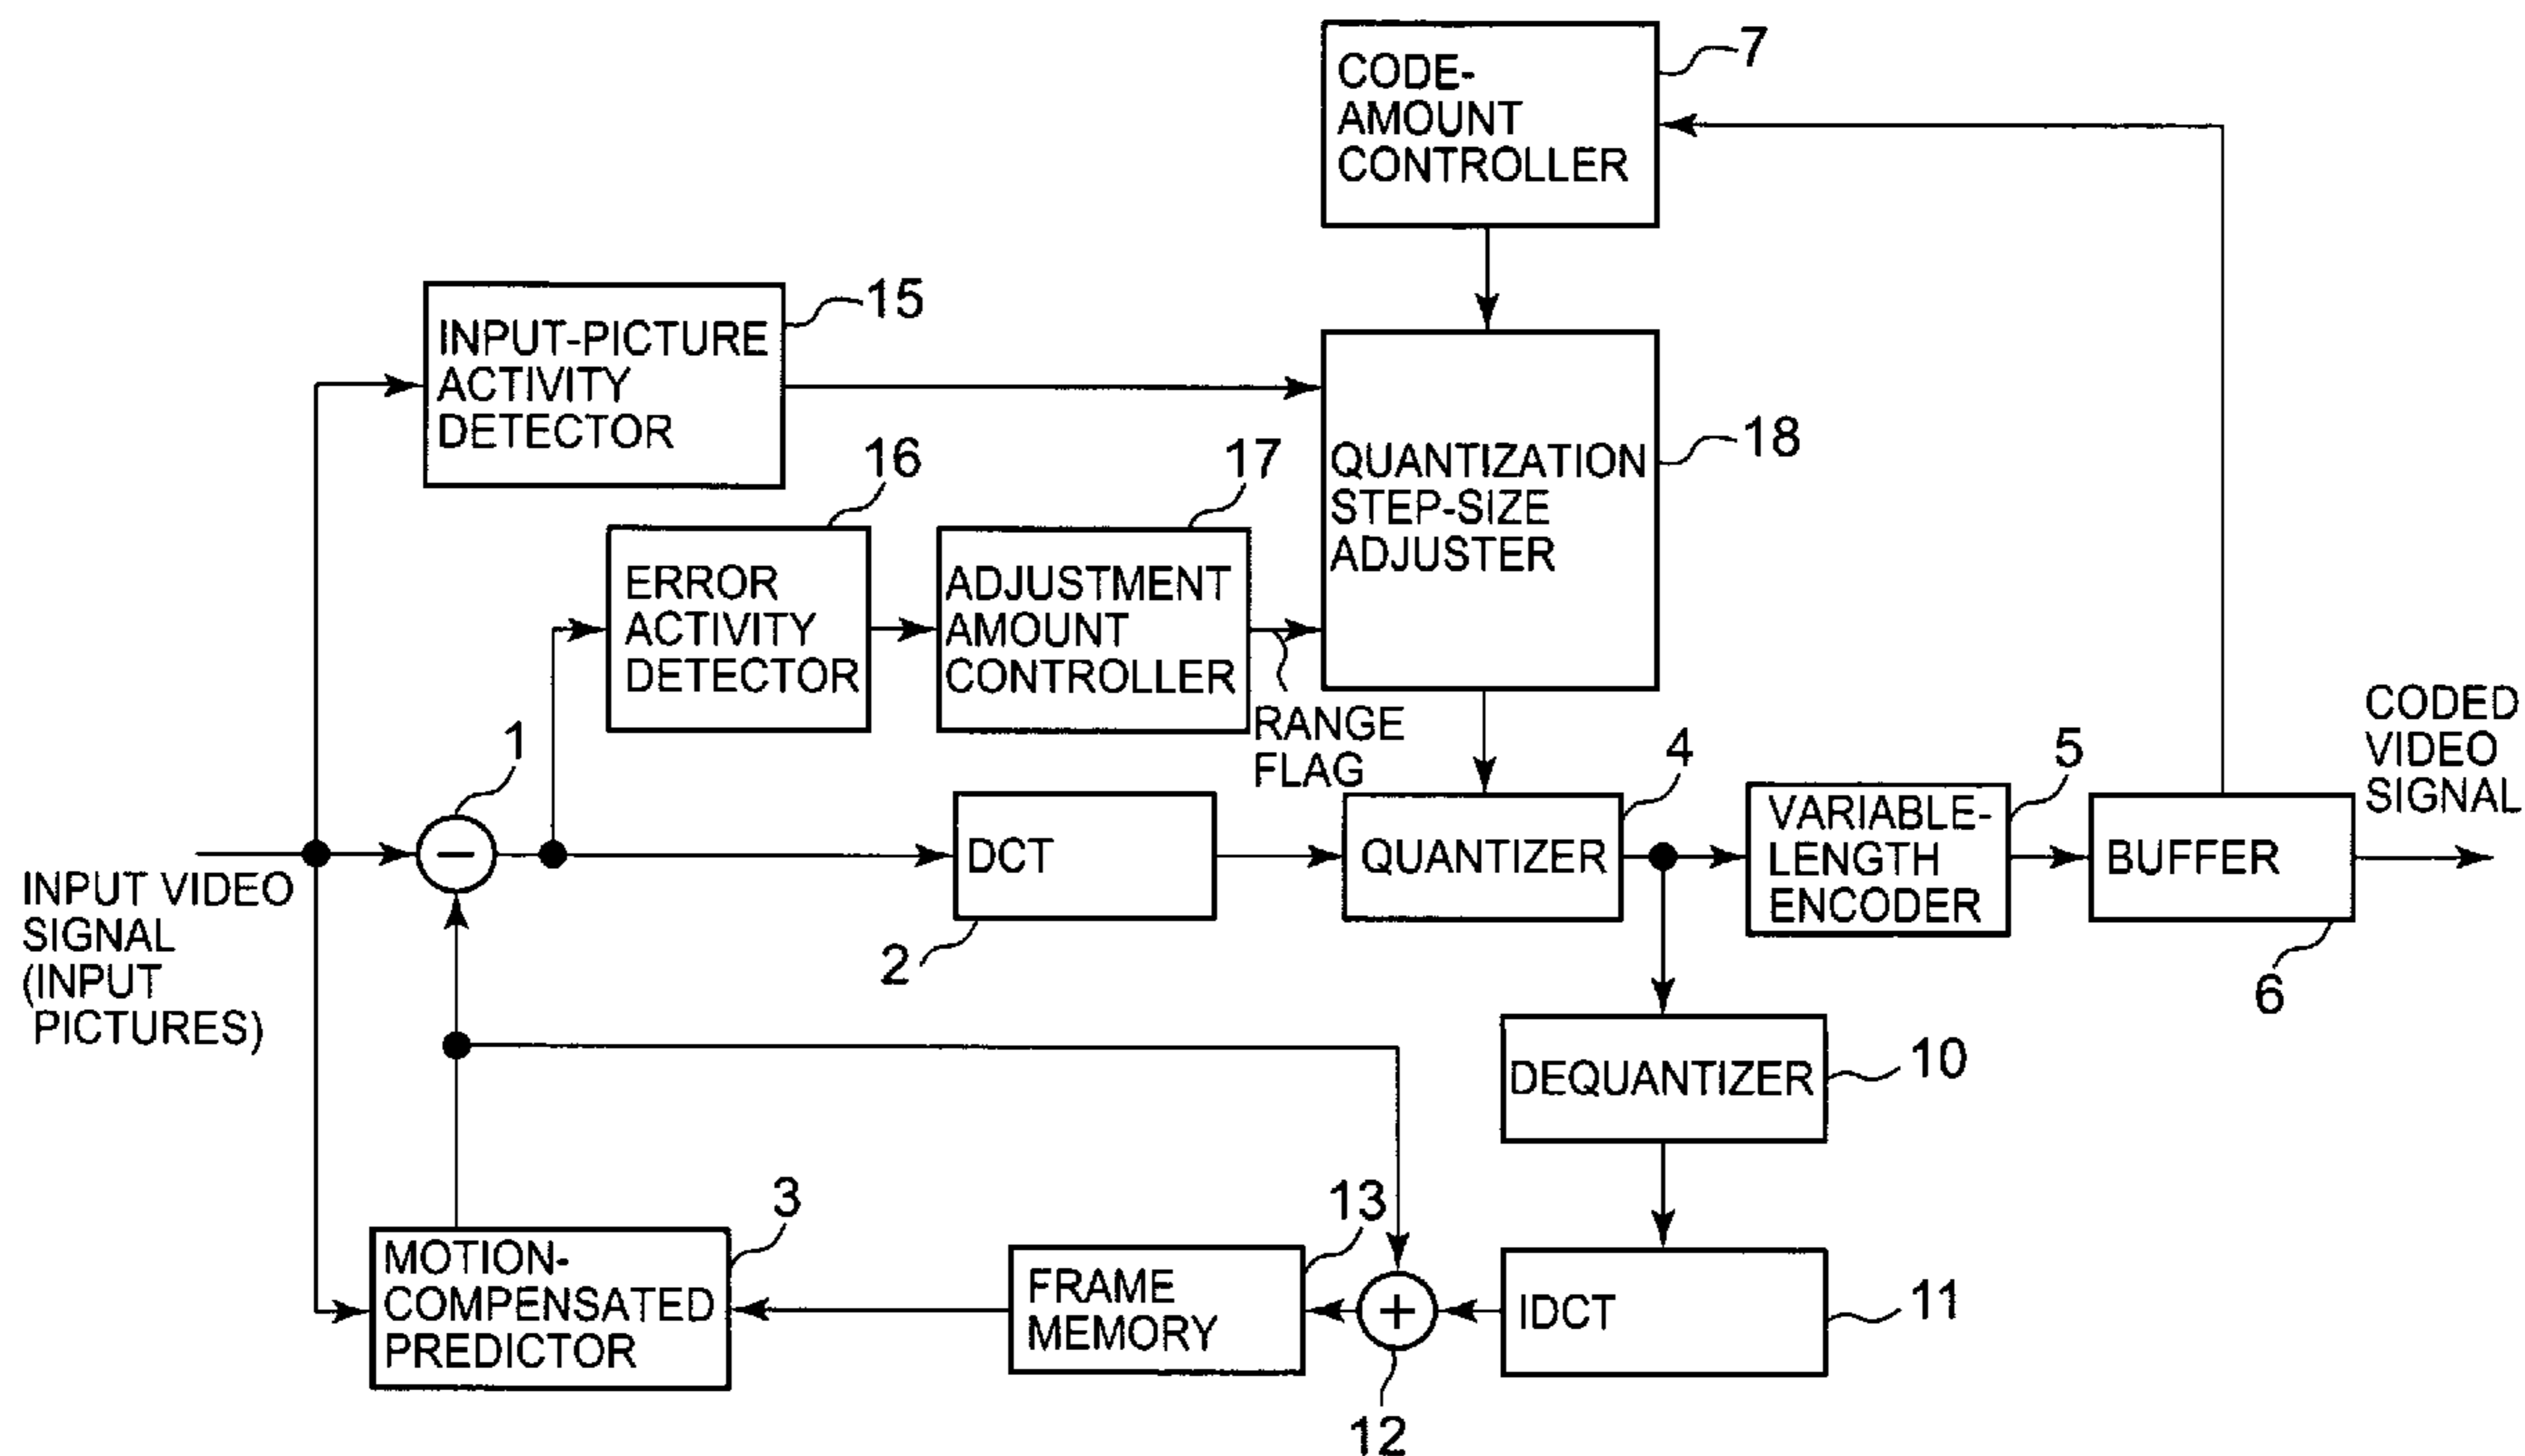 CODE-
AMOUNT
CONTROLLER
7
INPUT-PICTURE
ACTIVITY
DETECTOR
15
QUANTIZATION
STEP-SIZE
ADJUSTER
18
ERROR
ACTIVITY
DETECTOR
16
ADJUSTMENT
AMOUNT
CONTROLLER
17
RANGE
FLAG
1
INPUT VIDEO
SIGNAL
(INPUT
PICTURES)
−
DCT
2
QUANTIZER
4
VARIABLE-
LENGTH
ENCODER
5
BUFFER
6
CODED
VIDEO
SIGNAL
DEQUANTIZER
10
MOTION-
COMPENSATED
PREDICTOR
3
FRAME
MEMORY
13
+
12
IDCT
11